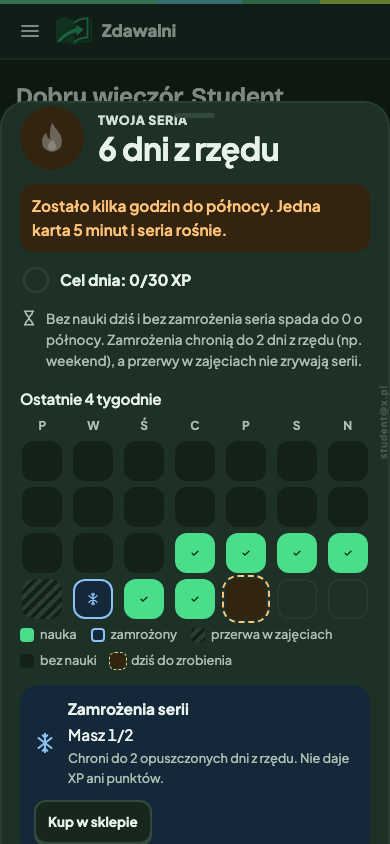 Zdawalni
Dobry wieczór, Student
TWOJA SERIA
6 dni z rzędu
Zostało kilka godzin do północy. Jedna
karta 5 minut i seria rośnie.
Cel dnia: 0/30 XP
Bez nauki dziś i bez zamrożenia seria spada do 0 o
północy. Zamrożenia chronią do 2 dni z rzędu (np.
weekend), a przerwy w zajęciach nie zrywają serii.
Ostatnie 4 tygodnie
P W Ś C P S N
nauka zamrożony przerwa w zajęciach
bez nauki dziś do zrobienia
Zamrożenia serii
Masz 1/2
Chroni do 2 opuszczonych dni z rzędu. Nie daje
XP ani punktów.
Kup w sklepie
student@x.pl